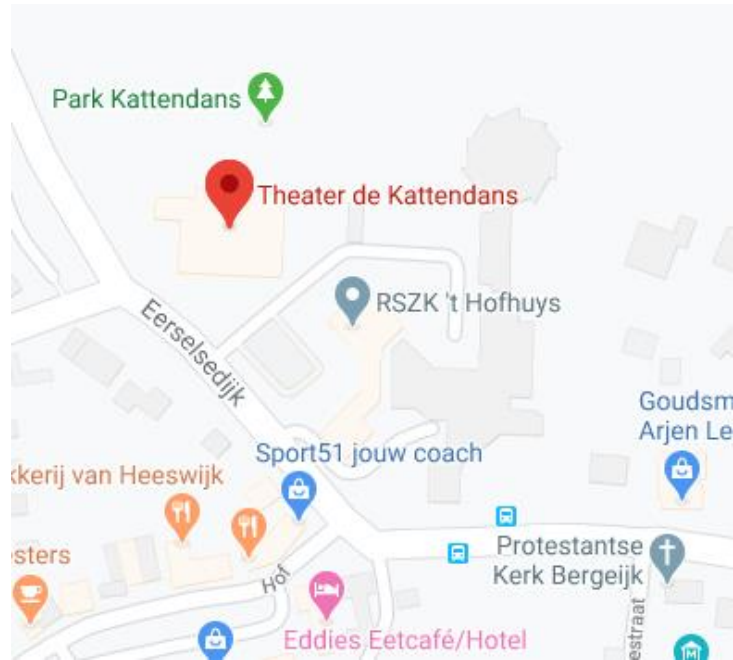 Park Kattendans
Theater de Kattendans
RSZK 't Hofhuys
Eerselsedijk
Goudsm
Arjen Le
Sport51 jouw coach
kkerij van Heeswijk
Protestantse
Kerk Bergeijk
sters
Hof
Eddies Eetcafé/Hotel
estraat
M